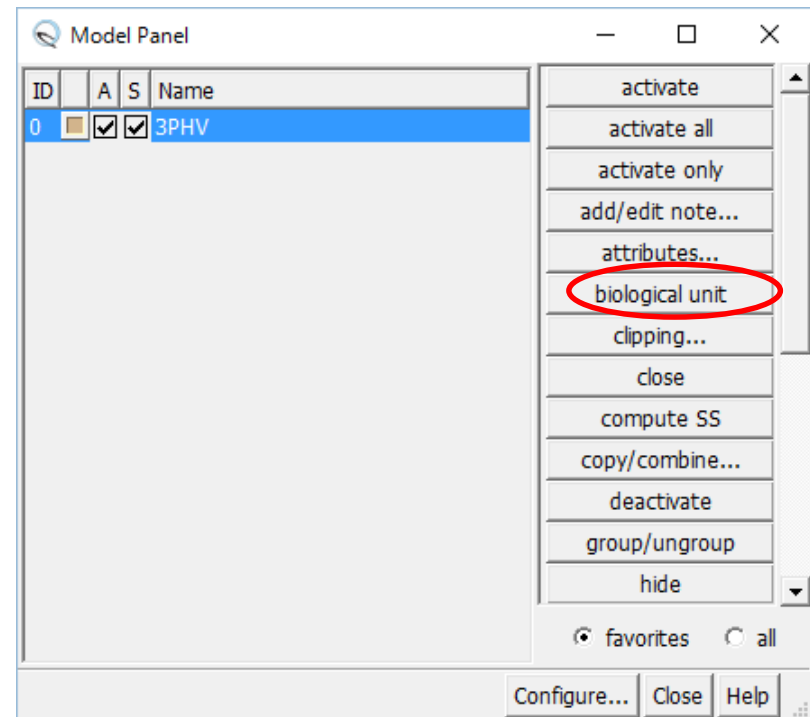 Model Panel
ID A S Name
0 3PHV
activate
activate all
activate only
add/edit note...
attributes...
biological unit
clipping...
close
compute SS
copy/combine...
deactivate
group/ungroup
hide
favorites all
Configure... Close Help